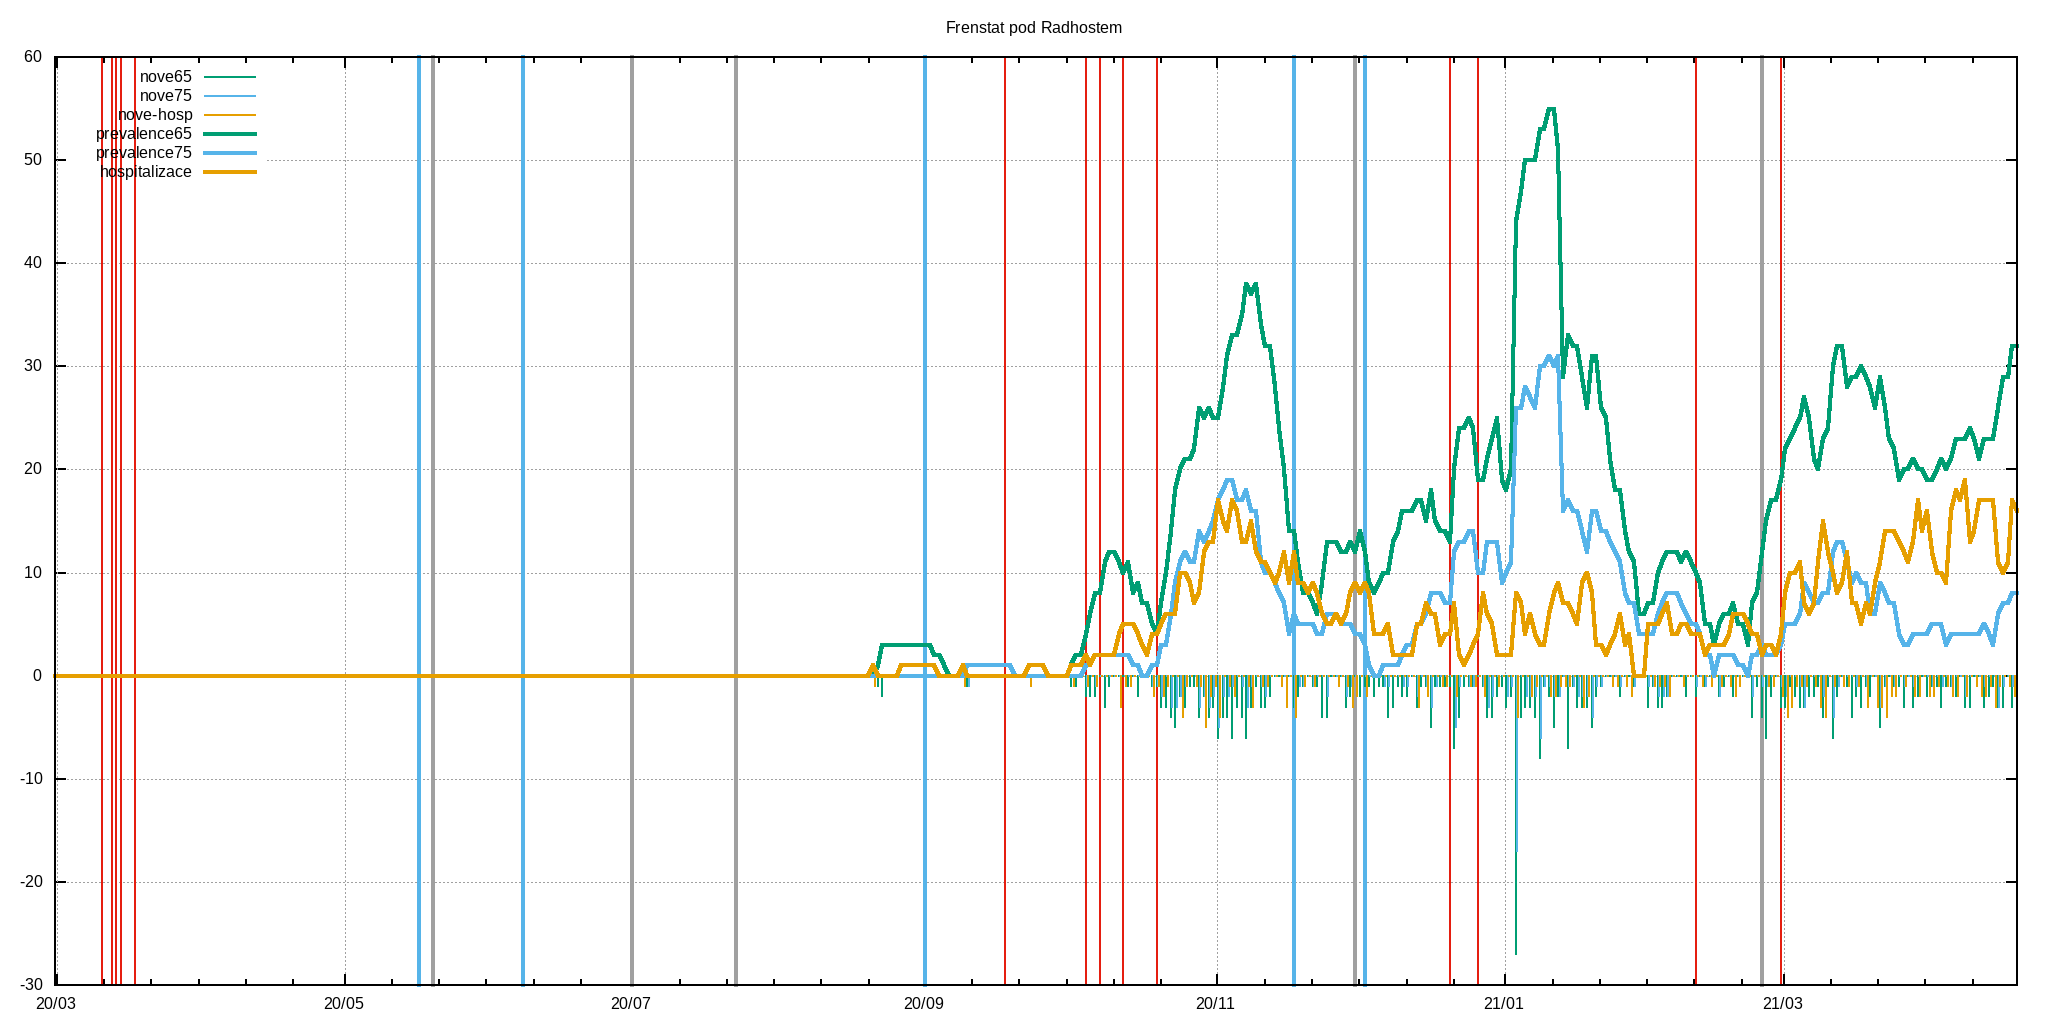 Frenstat pod Radhostem
60
nove65
nove75
nove-hosp
prevalence65
prevalence75
hospitalizace
50
40
30
20
10
0
-10
-20
-30
20/03 20/05 20/07 20/09 20/11 21/01 21/03